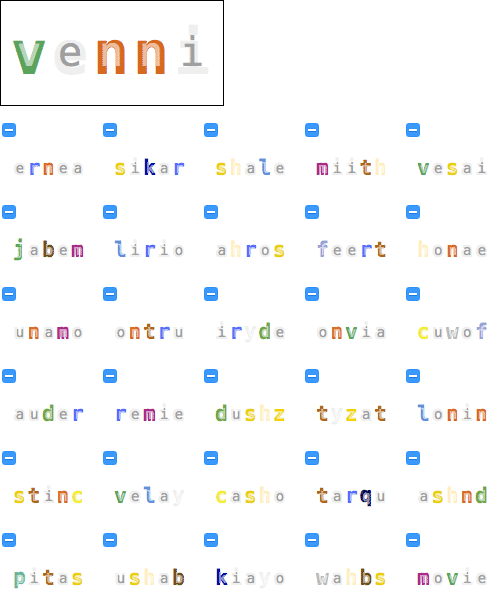 venni
ernea sikar shale miith vesai
jabem lirio ahros feert honae
unamo ontru iryde onvia cuwof
auder remie dushz tyzat lonin
stinc velay casho tarqu ashnd
pitas ushab kiayo wahbs movie